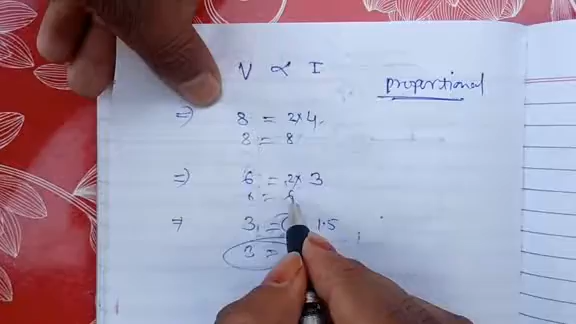 V ∝ I
proportional
⇒ 8 = 2×4
8 = 8
⇒ 6 = 2× 3
6 = 6
⇒ 3 = 1.5
3 =